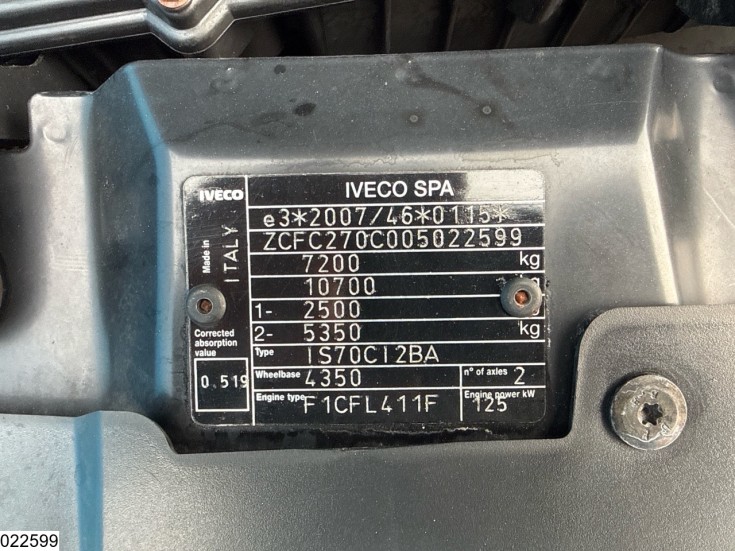 IVECO IVECO SPA
e3*2007/46*0115*
ZCFC270C005022599
Made in ITALY
7200 kg
10700
1- 2500
2- 5350 kg
Corrected absorption value
0.519
Type IS70CI2BA
Wheelbase 4350 n° of axles 2
Engine type F1CFL411F Engine power kW 125
022599